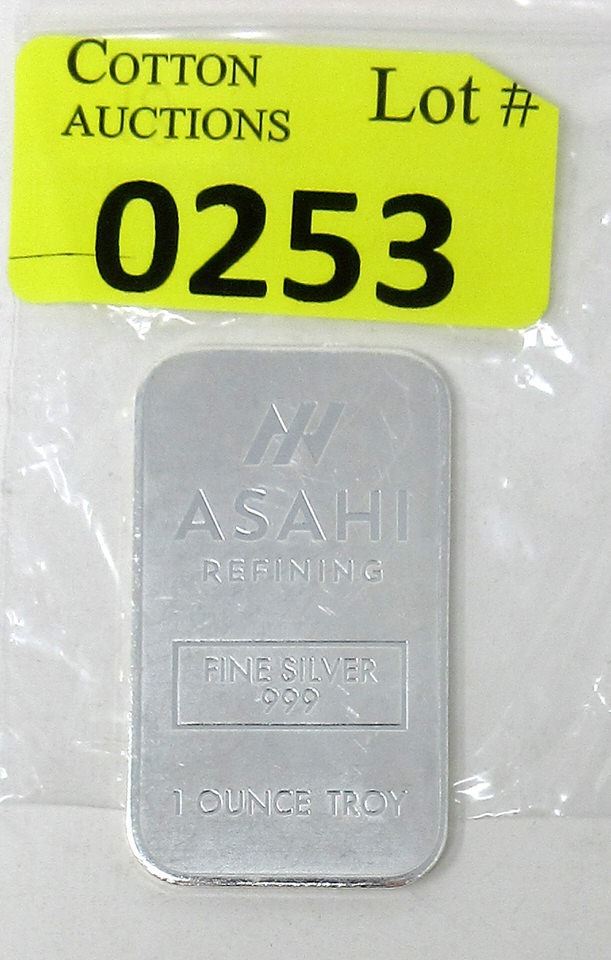 COTTON
AUCTIONS
Lot #
0253
ASAHI
REFINING
FINE SILVER
999
1 OUNCE TROY